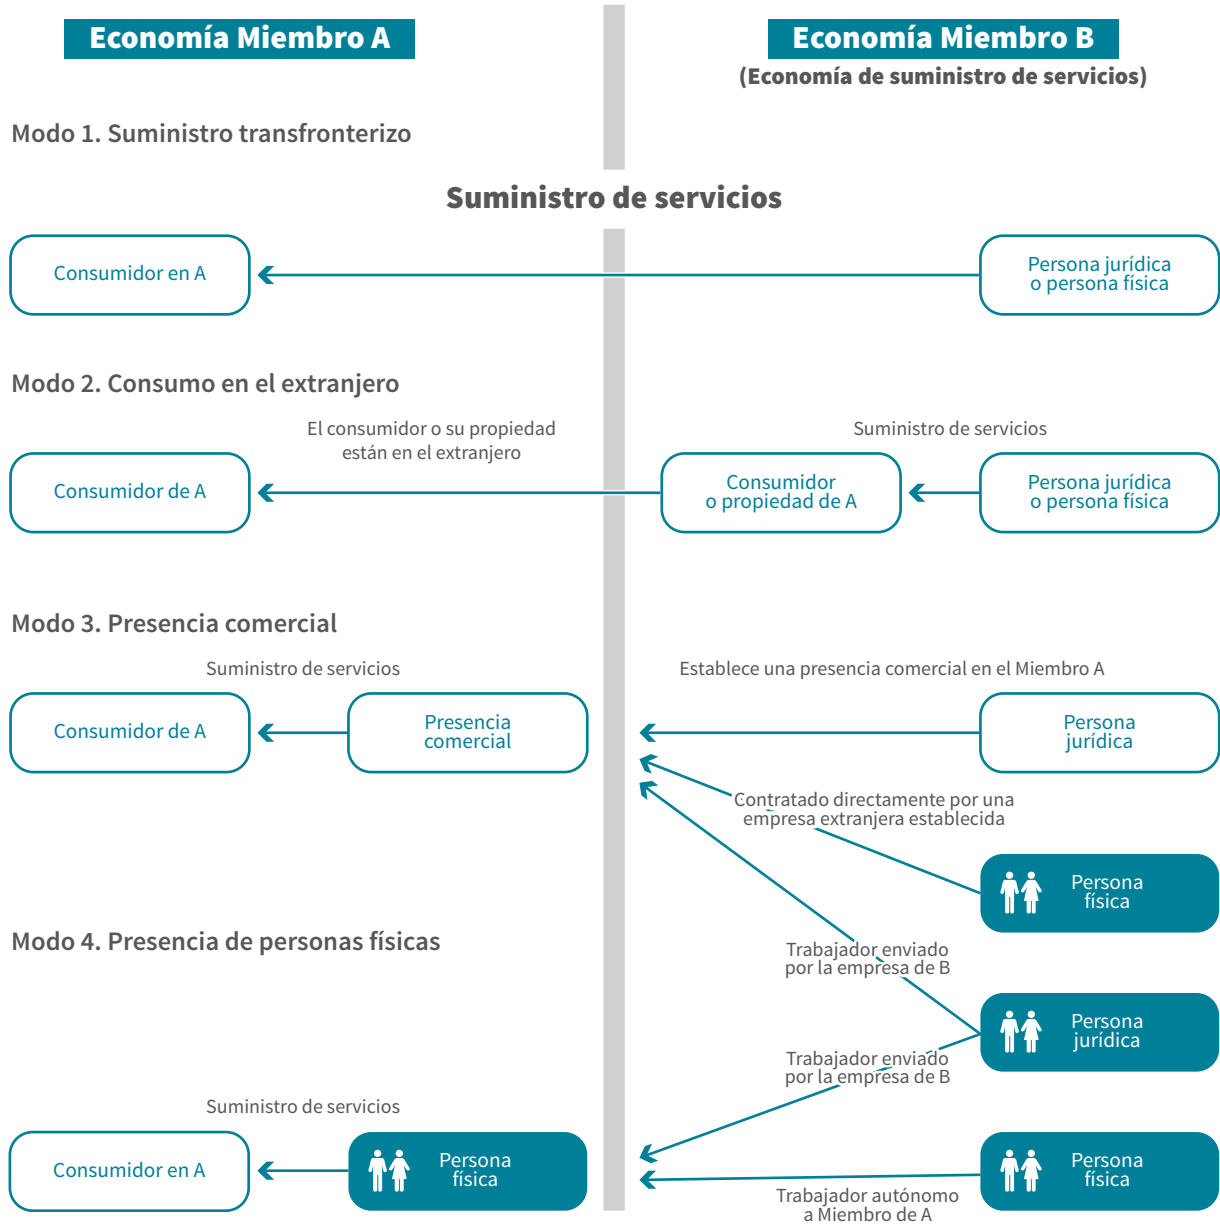 Economía Miembro A
Economía Miembro B
(Economía de suministro de servicios)
Modo 1. Suministro transfronterizo
Suministro de servicios
Consumidor en A
Persona jurídica
o persona física
Modo 2. Consumo en el extranjero
El consumidor o su propiedad
están en el extranjero
Suministro de servicios
Consumidor de A
Consumidor
o propiedad de A
Persona jurídica
o persona física
Modo 3. Presencia comercial
Suministro de servicios
Establece una presencia comercial en el Miembro A
Consumidor de A
Presencia
comercial
Persona
jurídica
Contratado directamente por una
empresa extranjera establecida
Persona
física
Modo 4. Presencia de personas físicas
Trabajador enviado
por la empresa de B
Persona
jurídica
Trabajador enviado
por la empresa de B
Suministro de servicios
Consumidor en A
Persona
física
Persona
física
Trabajador autónomo
a Miembro de A